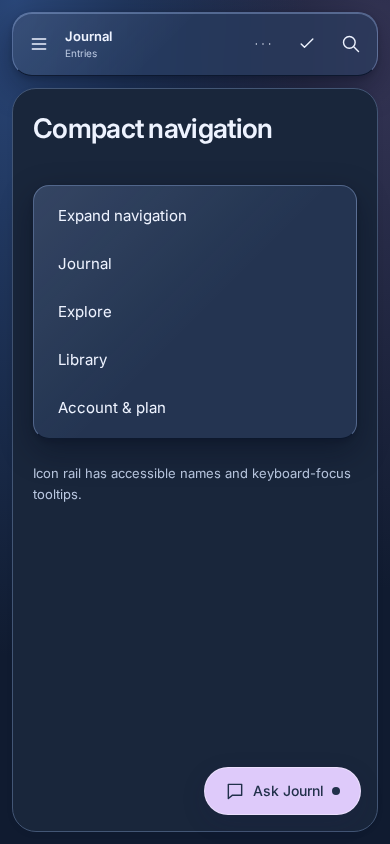 Journal
Entries
Compact navigation
Expand navigation
Journal
Explore
Library
Account & plan
Icon rail has accessible names and keyboard-focus
tooltips.
Ask Journl